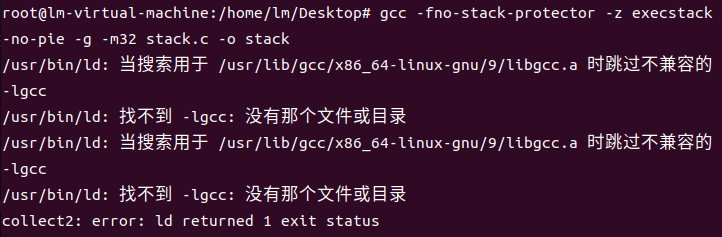 root@lm-virtual-machine:/home/lm/Desktop# gcc -fno-stack-protector -z execstack
-no-pie -g -m32 stack.c -o stack
/usr/bin/ld: 当搜索用于 /usr/lib/gcc/x86_64-linux-gnu/9/libgcc.a 时跳过不兼容的
-lgcc
/usr/bin/ld: 找不到 -lgcc: 没有那个文件或目录
/usr/bin/ld: 当搜索用于 /usr/lib/gcc/x86_64-linux-gnu/9/libgcc.a 时跳过不兼容的
-lgcc
/usr/bin/ld: 找不到 -lgcc: 没有那个文件或目录
collect2: error: ld returned 1 exit status